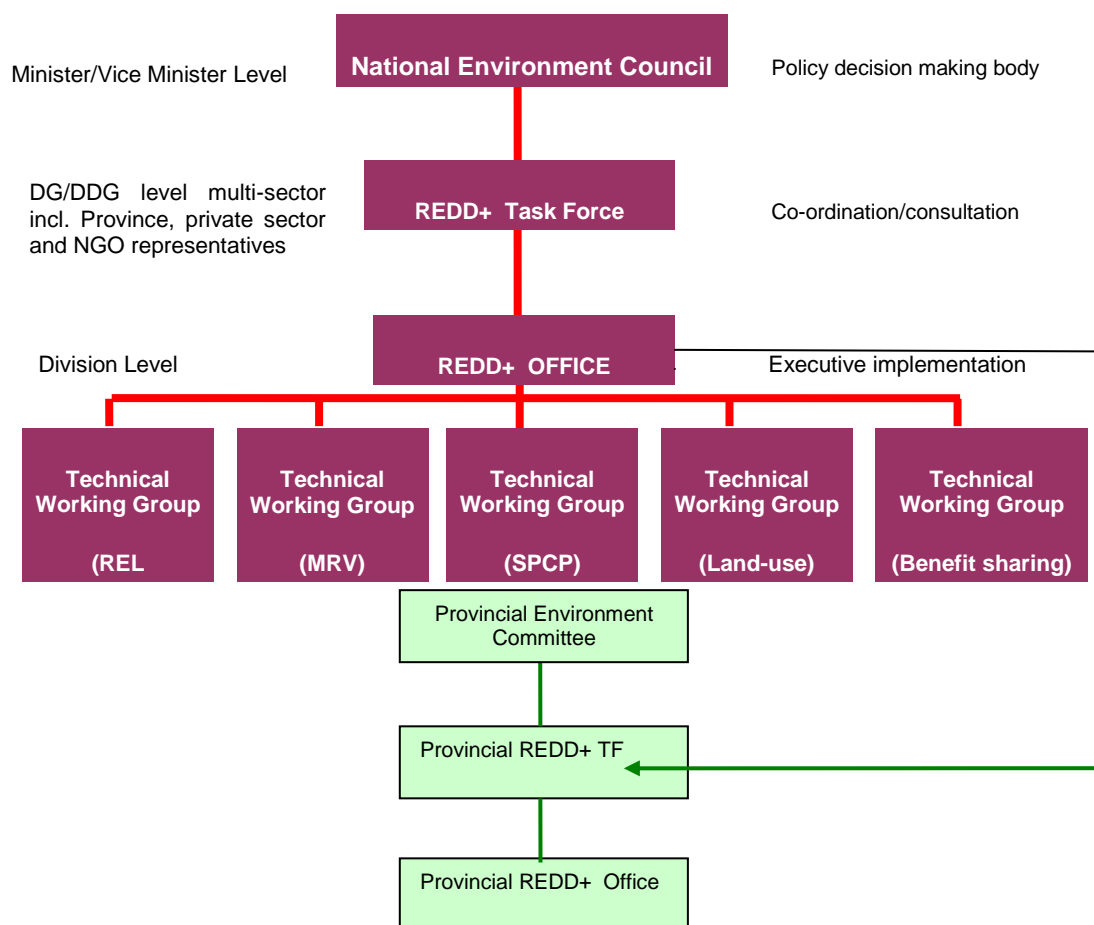 Minister/Vice Minister Level
National Environment Council
Policy decision making body
DG/DDG level multi-sector
incl. Province, private sector
and NGO representatives
REDD+ Task Force
Co-ordination/consultation
Division Level
REDD+ OFFICE
Executive implementation
Technical
Working Group
(REL
Technical
Working Group
(MRV)
Technical
Working Group
(SPCP)
Technical
Working Group
(Land-use)
Technical
Working Group
(Benefit sharing)
Provincial Environment
Committee
Provincial REDD+ TF
Provincial REDD+ Office